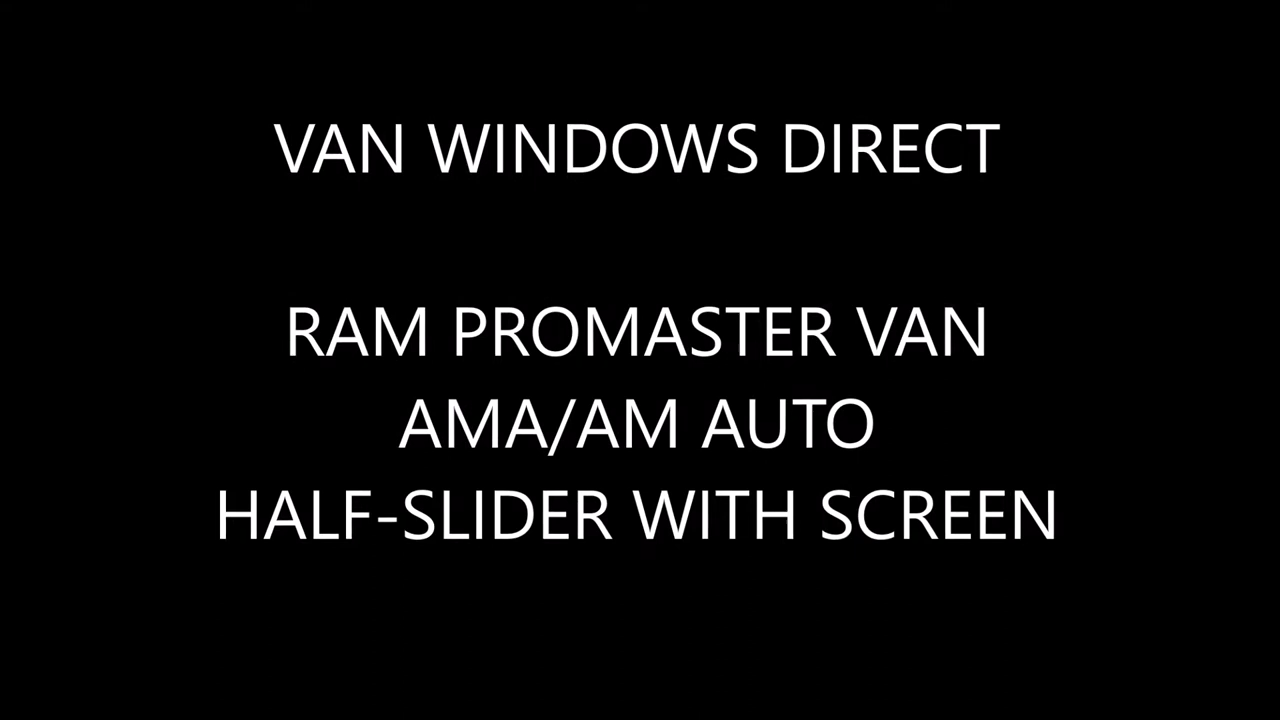 VAN WINDOWS DIRECT
RAM PROMASTER VAN
AMA/AM AUTO
HALF-SLIDER WITH SCREEN